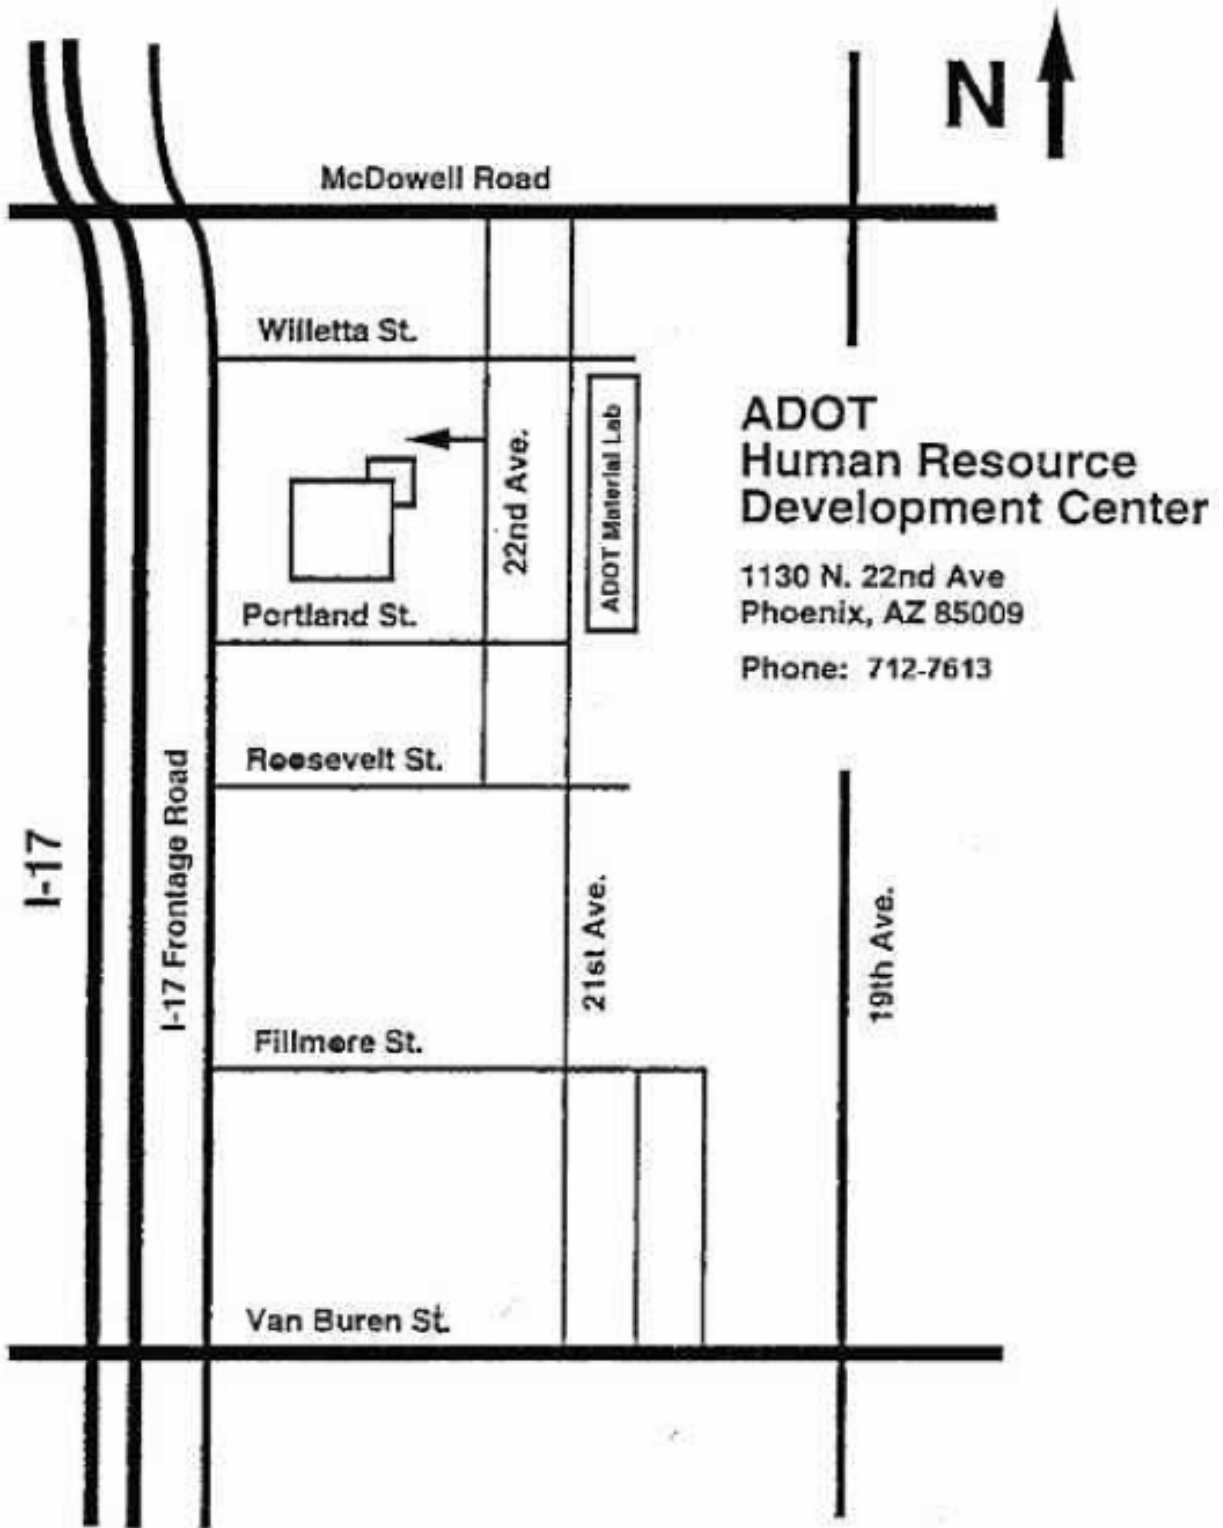 N
McDowell Road
Willetta St.
22nd Ave.
ADOT Material Lab
ADOT
Human Resource
Development Center
1130 N. 22nd Ave
Phoenix, AZ 85009
Phone: 712-7613
Portland St.
Roosevelt St.
I-17
I-17 Frontage Road
21st Ave.
19th Ave.
Fillmore St.
Van Buren St.